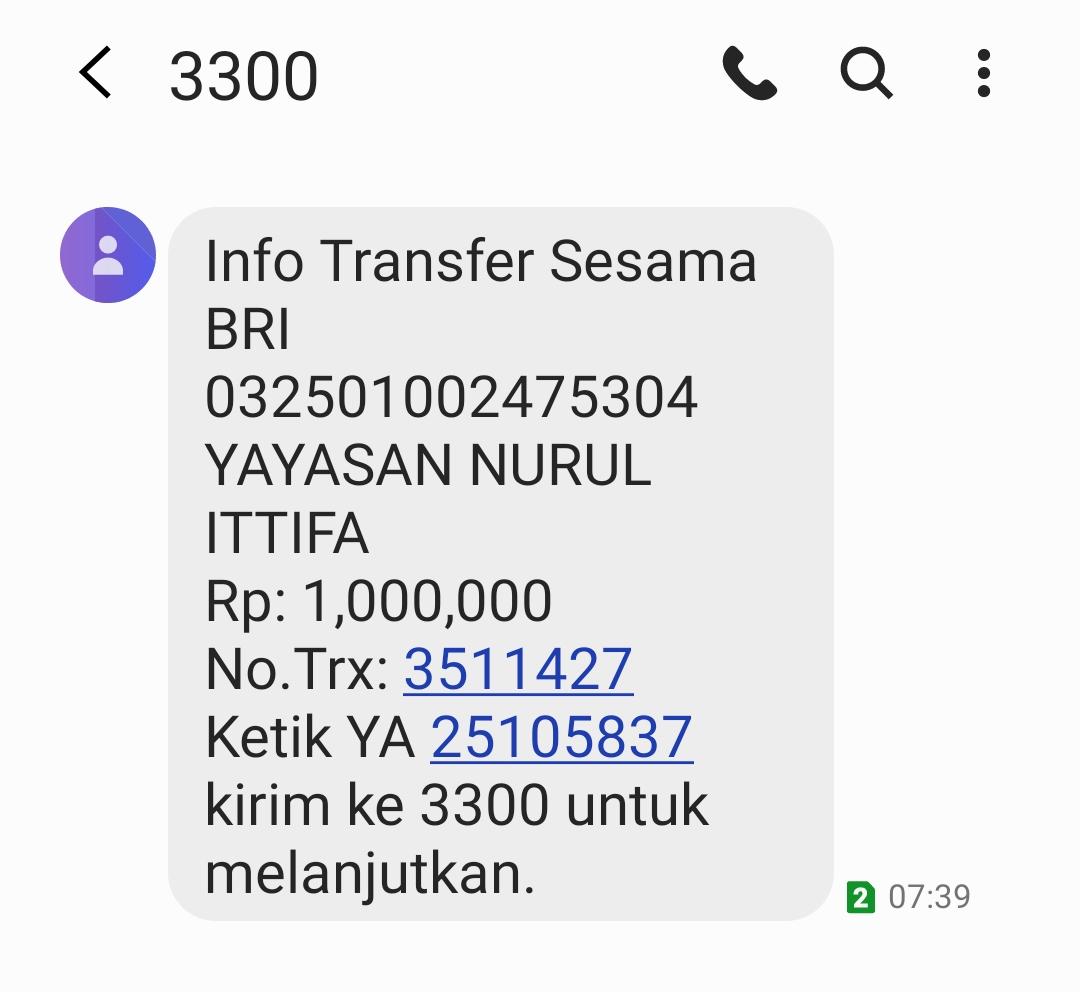 3300
Info Transfer Sesama
BRI
032501002475304
YAYASAN NURUL
ITTIFA
Rp: 1,000,000
No.Trx: 3511427
Ketik YA 25105837
kirim ke 3300 untuk
melanjutkan.
2 07:39